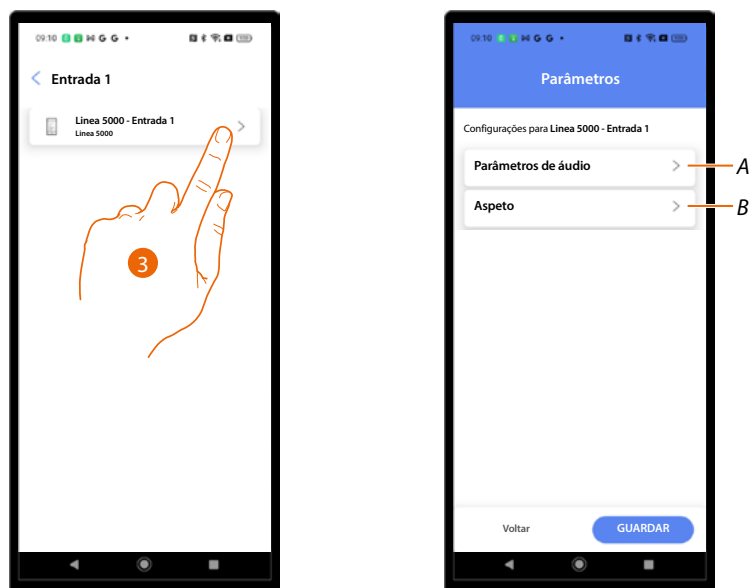 09:10 G G
Entrada 1
Linea 5000 - Entrada 1
Linea 5000
3
09:10 G G
Parâmetros
Configurações para Linea 5000 - Entrada 1
Parâmetros de áudio
A
Aspeto
B
Voltar
GUARDAR